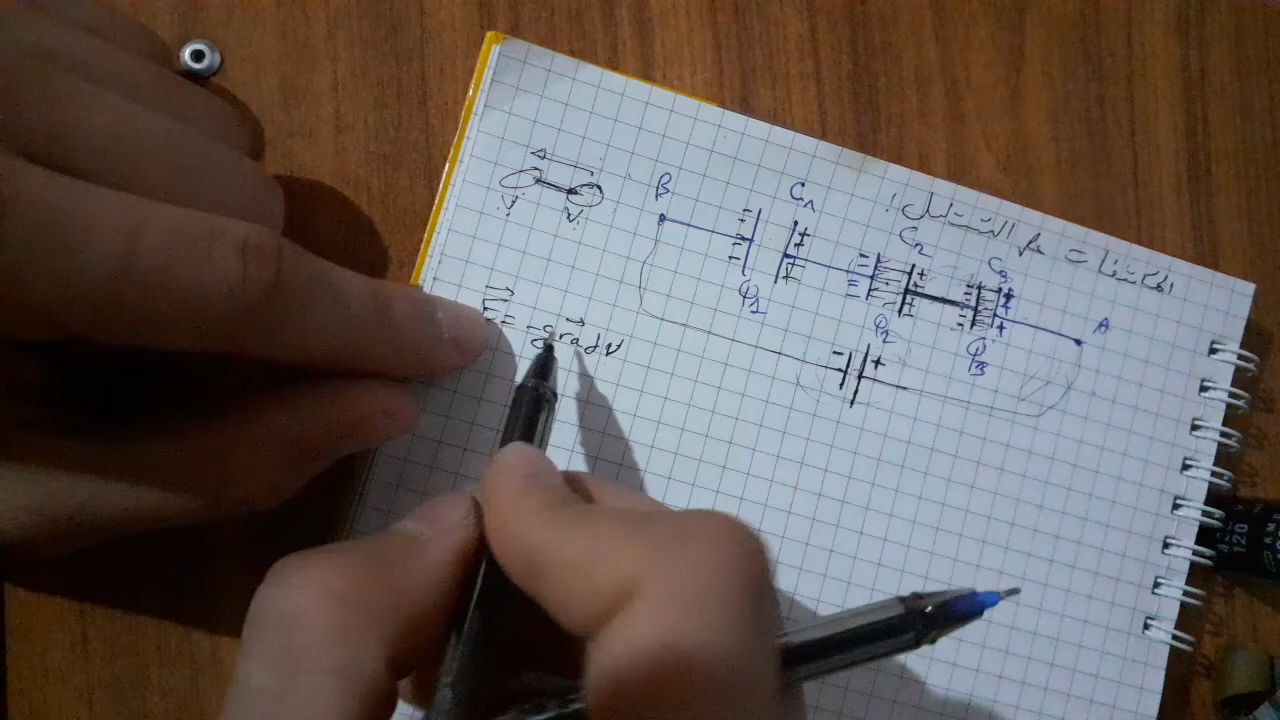 المكثفات على التسلسل:
B
C1
C2
C3
A
Q1
Q2
Q3
E = -grad V